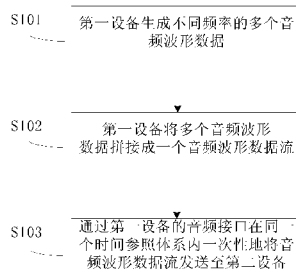 S101
第一设备生成不同频率的多个音
频波形数据
S102
第一设备将多个音频波形
数据拼接成一个音频波形数据流
S103
通过第一设备的音频接口在同一
个时间参照体系内一次性地将音
频波形数据流发送至第二设备